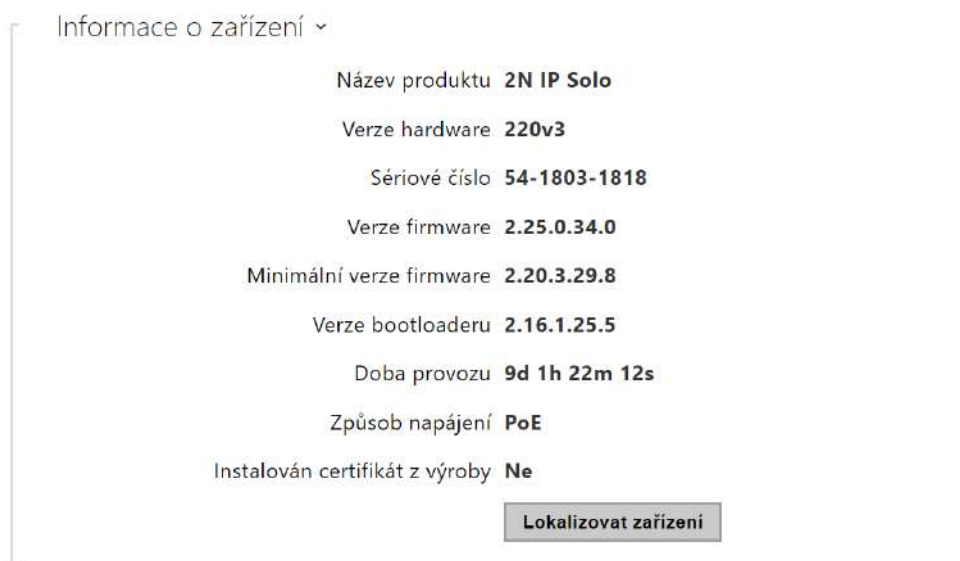 Informace o zařízení
Název produktu 2N IP Solo
Verze hardware 220v3
Sériové číslo 54-1803-1818
Verze firmware 2.25.0.34.0
Minimální verze firmware 2.20.3.29.8
Verze bootloaderu 2.16.1.25.5
Doba provozu 9d 1h 22m 12s
Způsob napájení PoE
Instalován certifikát z výroby Ne
Lokalizovat zařízení